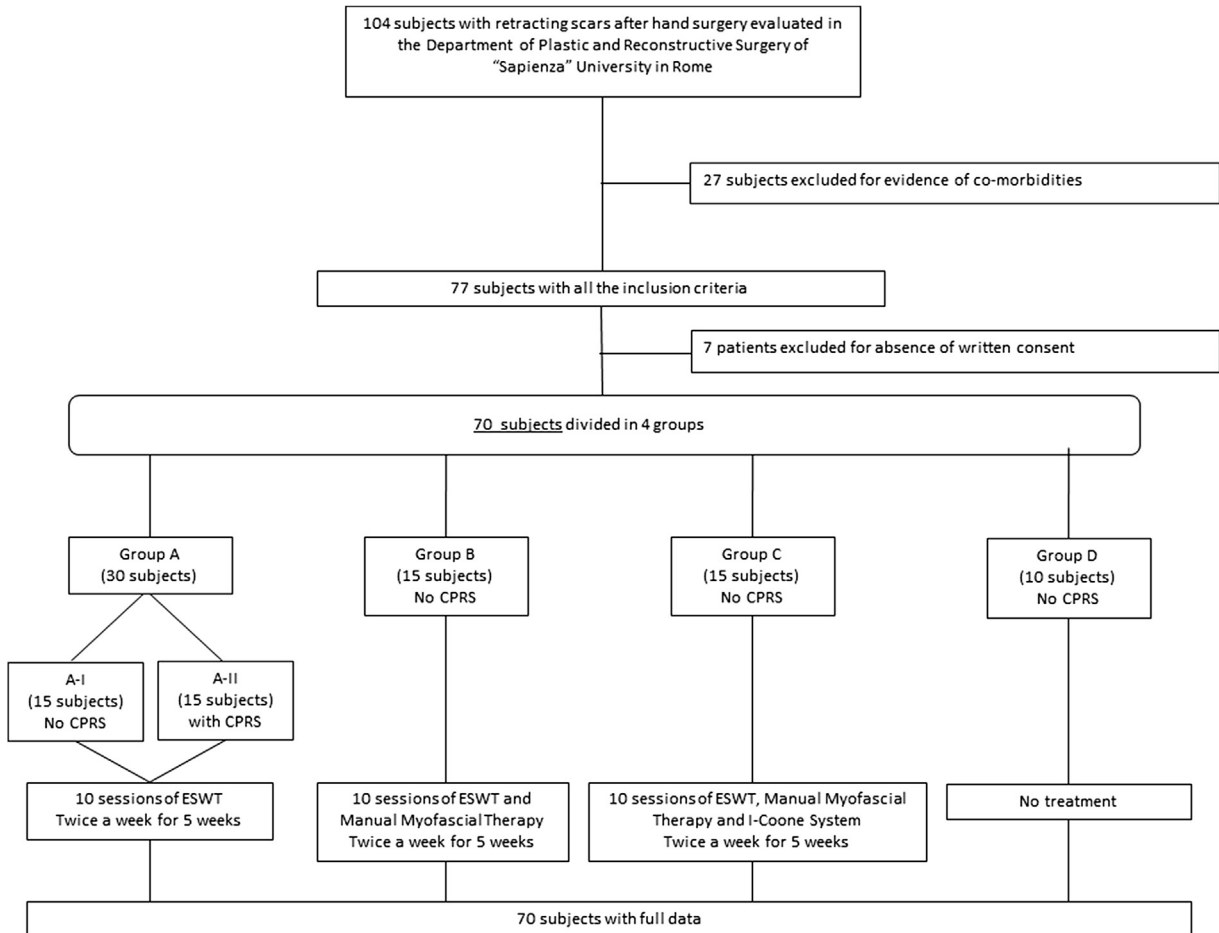 104 subjects with retracting scars after hand surgery evaluated in
the Department of Plastic and Reconstructive Surgery of
“Sapienza” University in Rome
27 subjects excluded for evidence of co-morbidities
77 subjects with all the inclusion criteria
7 patients excluded for absence of written consent
70 subjects divided in 4 groups
Group A
(30 subjects)
Group B
(15 subjects)
No CPRS
Group C
(15 subjects)
No CPRS
Group D
(10 subjects)
No CPRS
A-I
(15 subjects)
No CPRS
A-II
(15 subjects)
with CPRS
10 sessions of ESWT
Twice a week for 5 weeks
10 sessions of ESWT and
Manual Myofascial Therapy
Twice a week for 5 weeks
10 sessions of ESWT, Manual Myofascial
Therapy and I-Coone System
Twice a week for 5 weeks
No treatment
70 subjects with full data